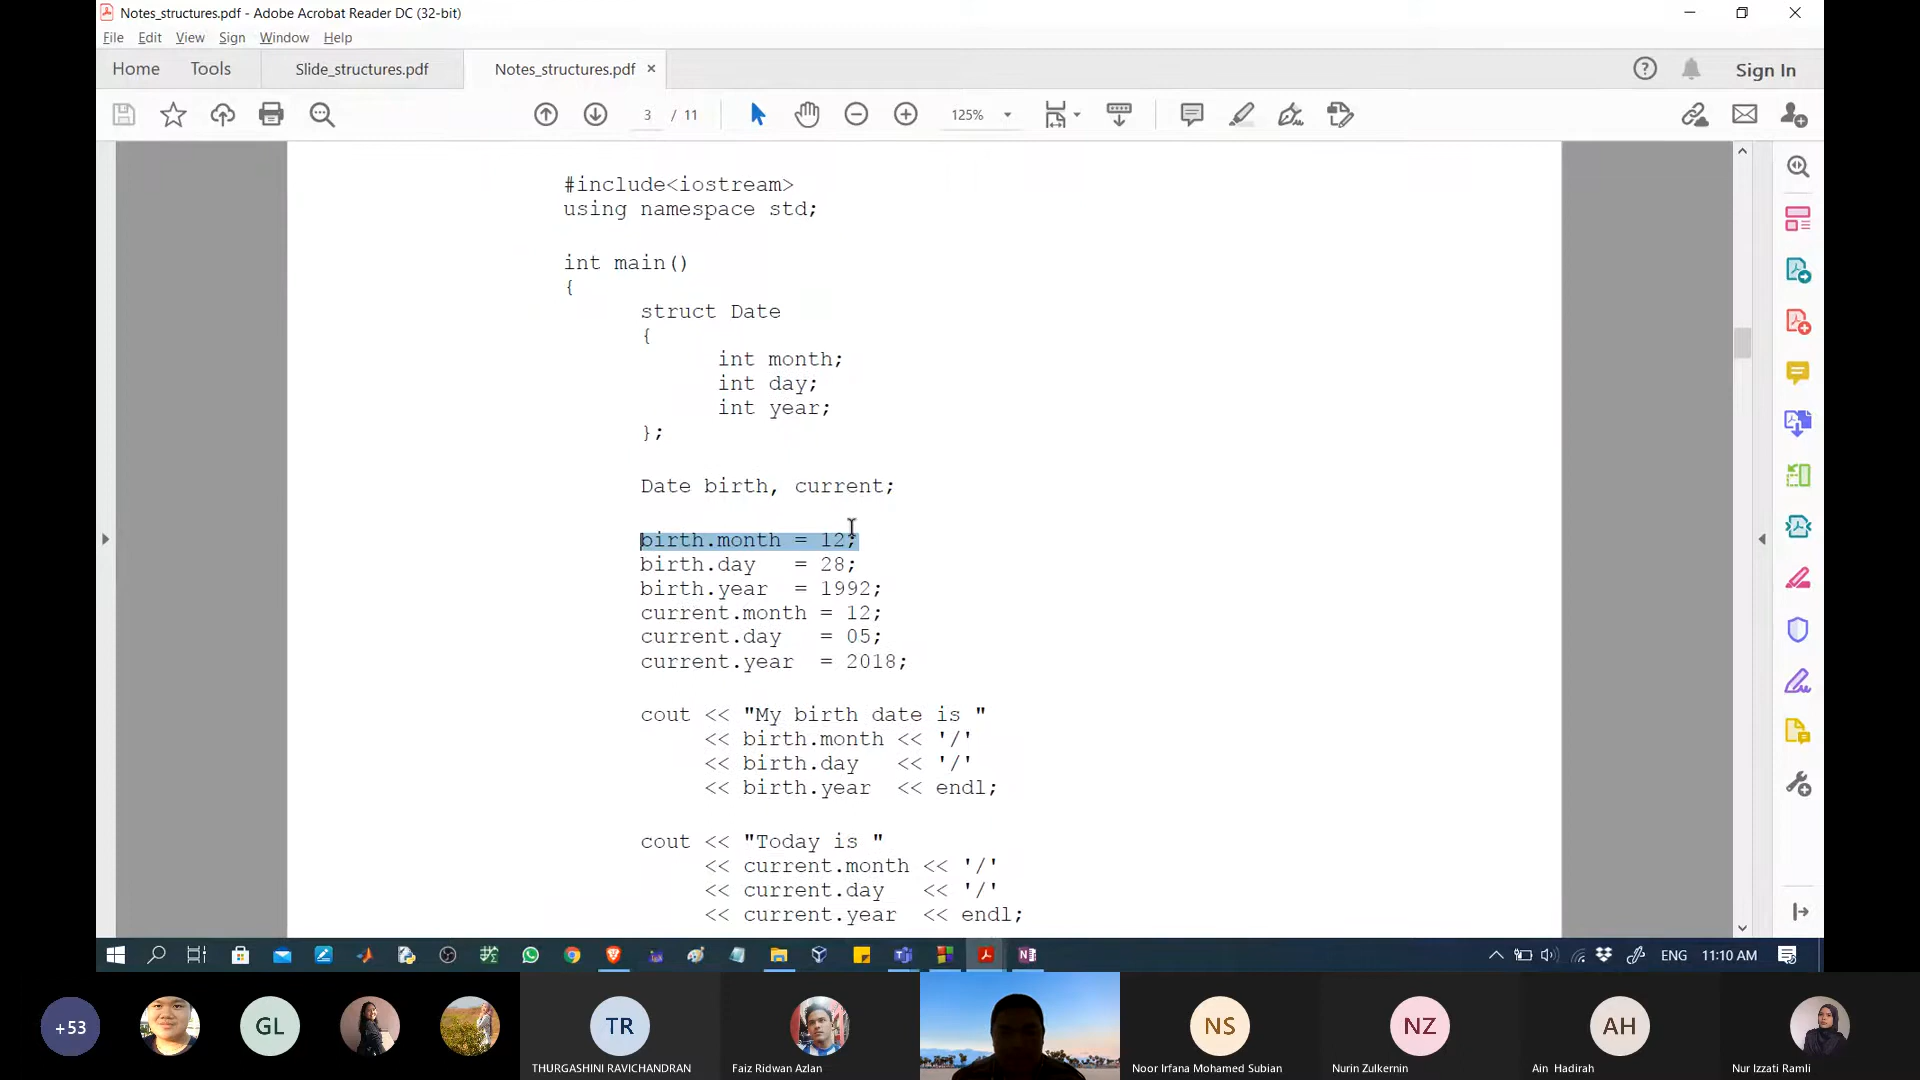 Notes_structures.pdf - Adobe Acrobat Reader DC (32-bit)
File Edit View Sign Window Help
Home Tools Slide_structures.pdf Notes_structures.pdf × Sign In
3 / 11 125%
#include<iostream>
using namespace std;
int main()
{
struct Date
{
int month;
int day;
int year;
};
Date birth, current;
birth.month = 12;
birth.day = 28;
birth.year = 1992;
current.month = 12;
current.day = 05;
current.year = 2018;
cout << "My birth date is "
<< birth.month << '/'
<< birth.day << '/'
<< birth.year << endl;
cout << "Today is "
<< current.month << '/'
<< current.day << '/'
<< current.year << endl;
ENG 11:10 AM
+53 GL TR NS NZ AH
THURGASHINI RAVICHANDRAN Faiz Ridwan Azlan Noor Irfana Mohamed Subian Nurin Zulkernin Ain Hadirah Nur Izzati Ramli